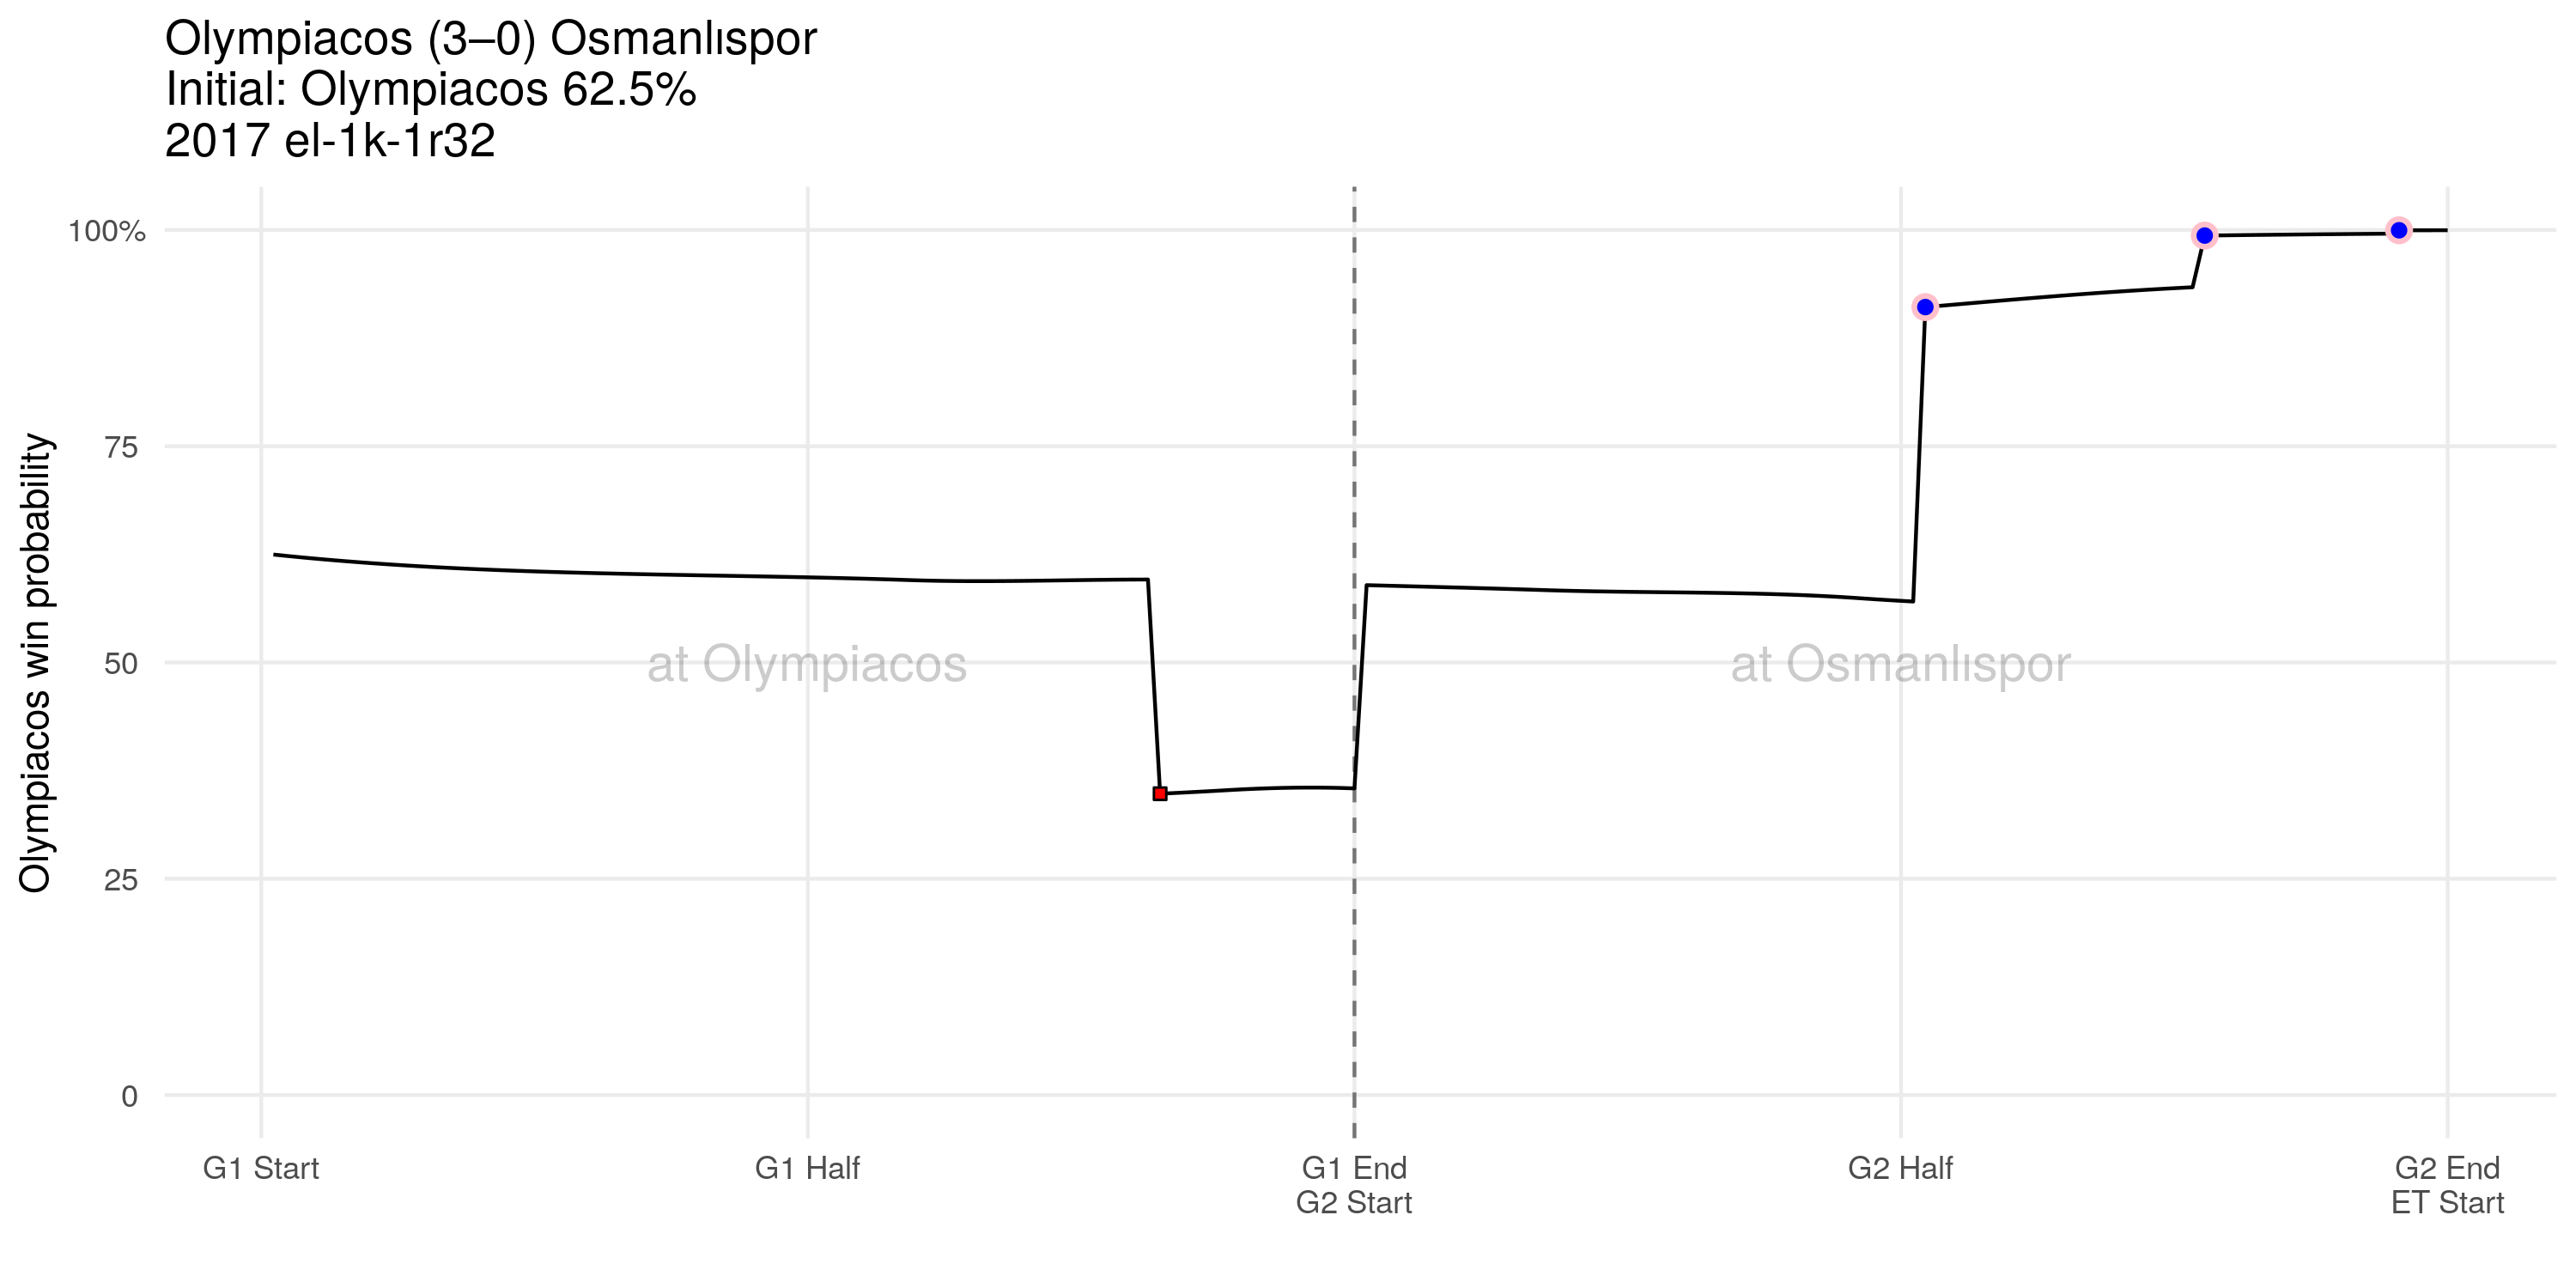 Olympiacos (3–0) Osmanlıspor
Initial: Olympiacos 62.5%
2017 el-1k-1r32
Olympiacos win probability
100%
75
50
25
0
at Olympiacos
at Osmanlıspor
G1 Start
G1 Half
G1 End
G2 Start
G2 Half
G2 End
ET Start